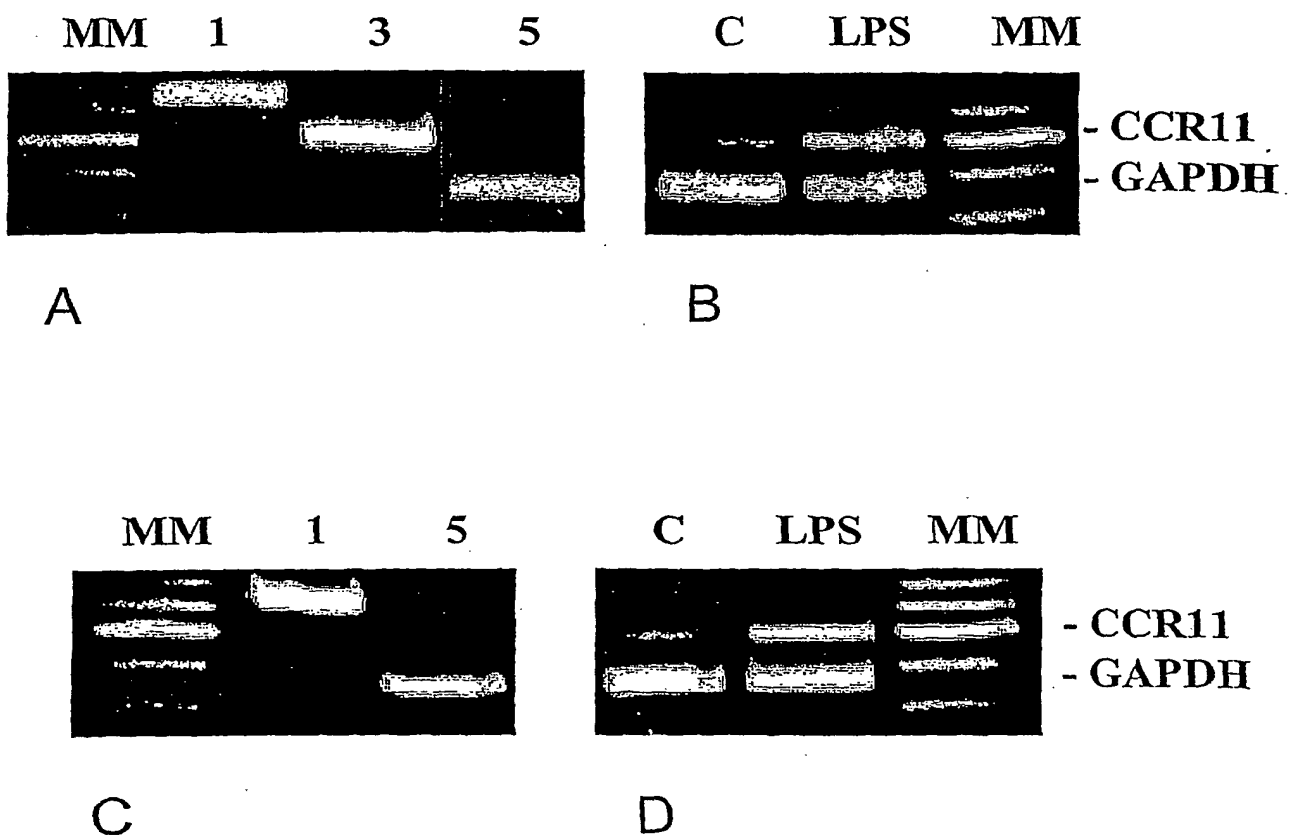 MM 1 3 5
C LPS MM
- CCR11
- GAPDH
A
B
MM 1 5
C LPS MM
- CCR11
- GAPDH
C
D